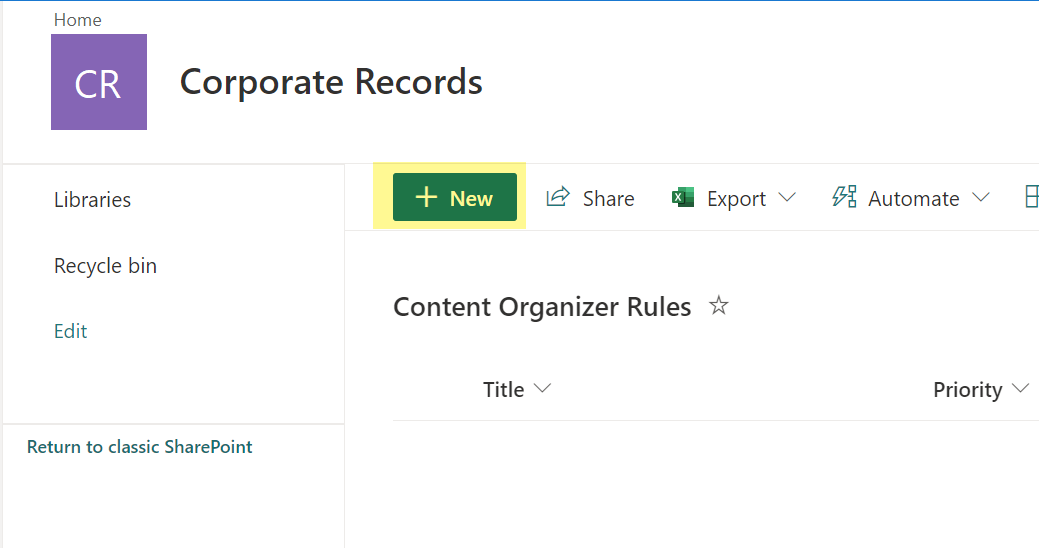 Home
CR
Corporate Records
Libraries
Recycle bin
Edit
Return to classic SharePoint
New
Share
Export
Automate
Content Organizer Rules
Title
Priority